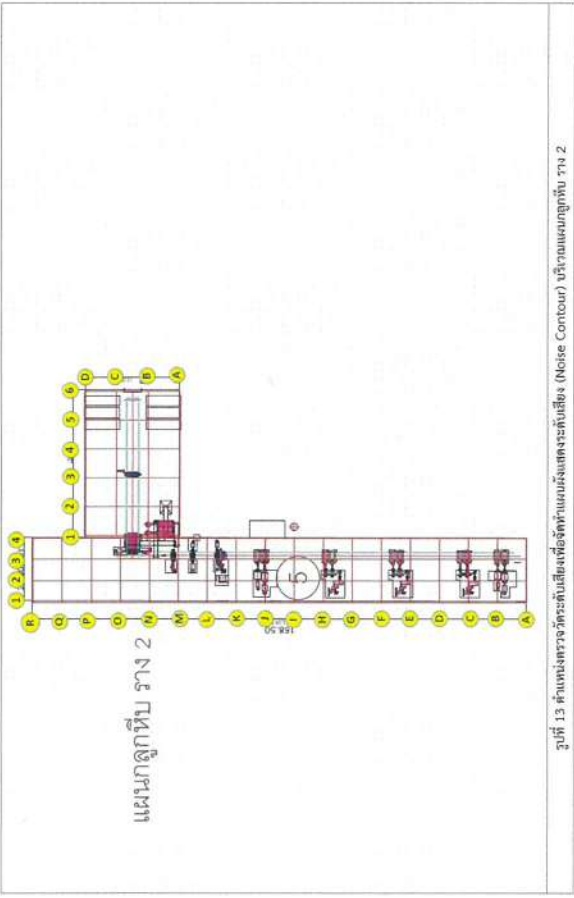 6
5
4
3
2
1
D
C
B
A
1
2
3
4
R
Q
P
O
N
M
L
K
J
I
H
G
F
E
D
C
B
A
168.50
5
แผนกลูกหีบ ราง 2
รูปที่ 13 ตำแหน่งตรวจวัดระดับเสียงเพื่อจัดทำแผนผังแสดงระดับเสียง (Noise Contour) บริเวณแผนกลูกหีบ ราง 2